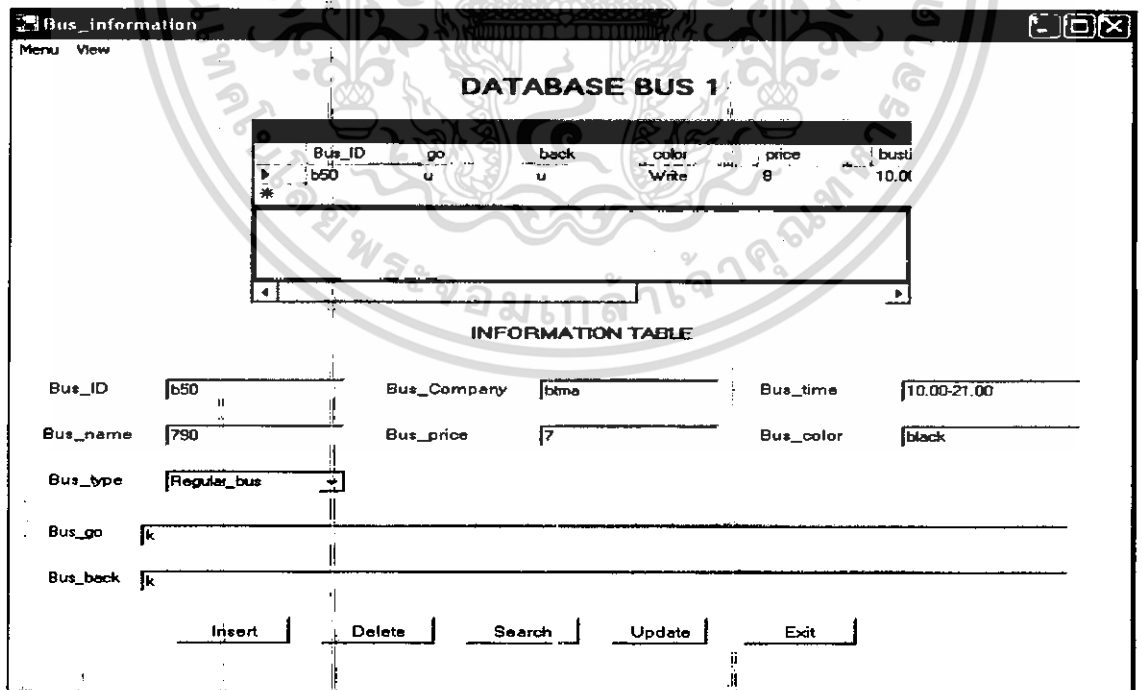 Bus_information
Menu View
DATABASE BUS 1
Bus_ID go back color price busti
b50 u u Write 8 10.0(
INFORMATION TABLE
Bus_ID b50 Bus_Company btma Bus_time 10.00-21.00
Bus_name 790 Bus_price 7 Bus_color black
Bus_type Regular_bus
Bus_go k
Bus_back k
Insert Delete Search Update Exit